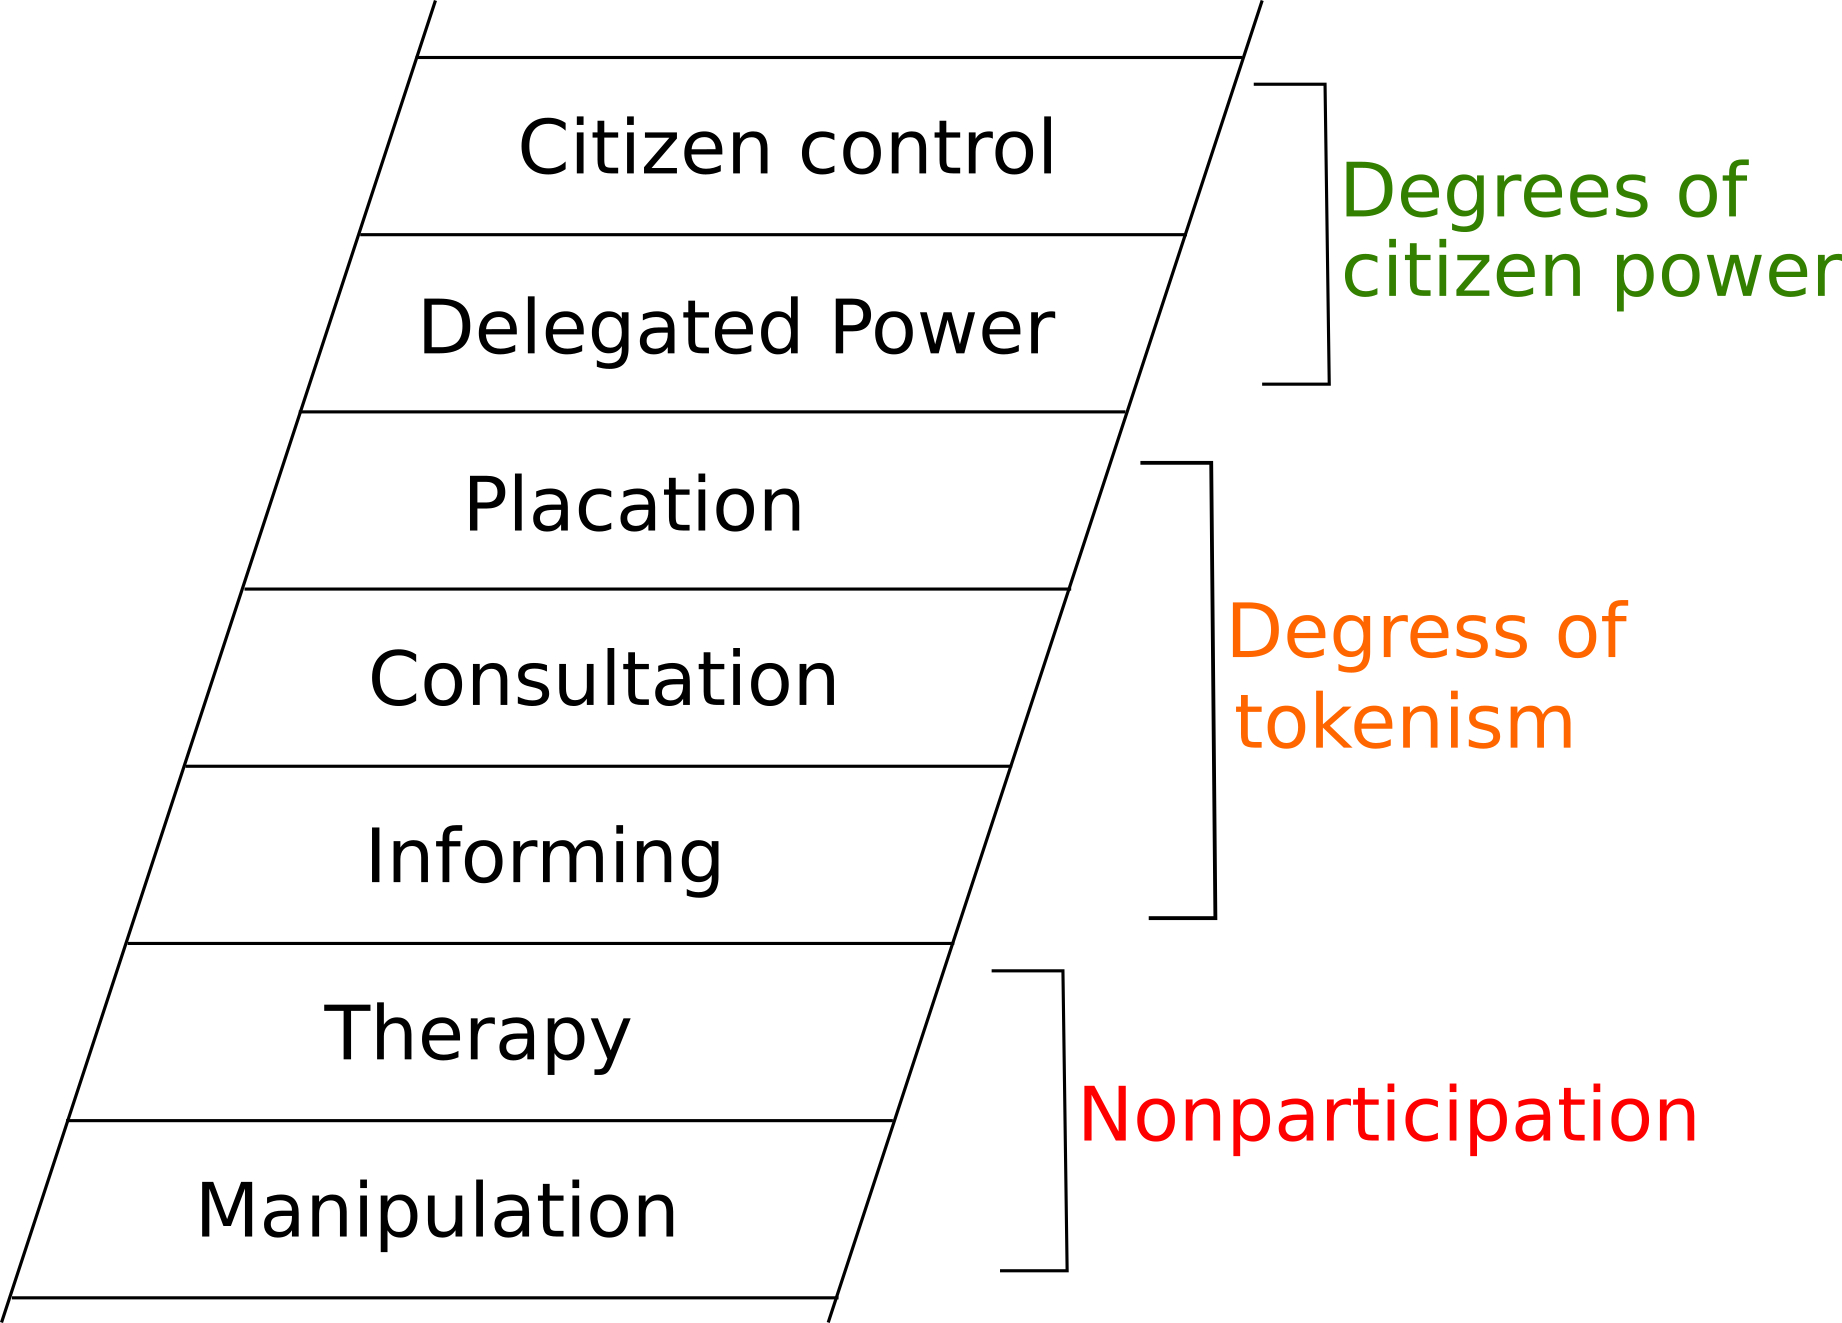 Citizen control
Delegated Power
Placation
Consultation
Informing
Therapy
Manipulation
Degrees of
citizen power
Degress of
tokenism
Nonparticipation